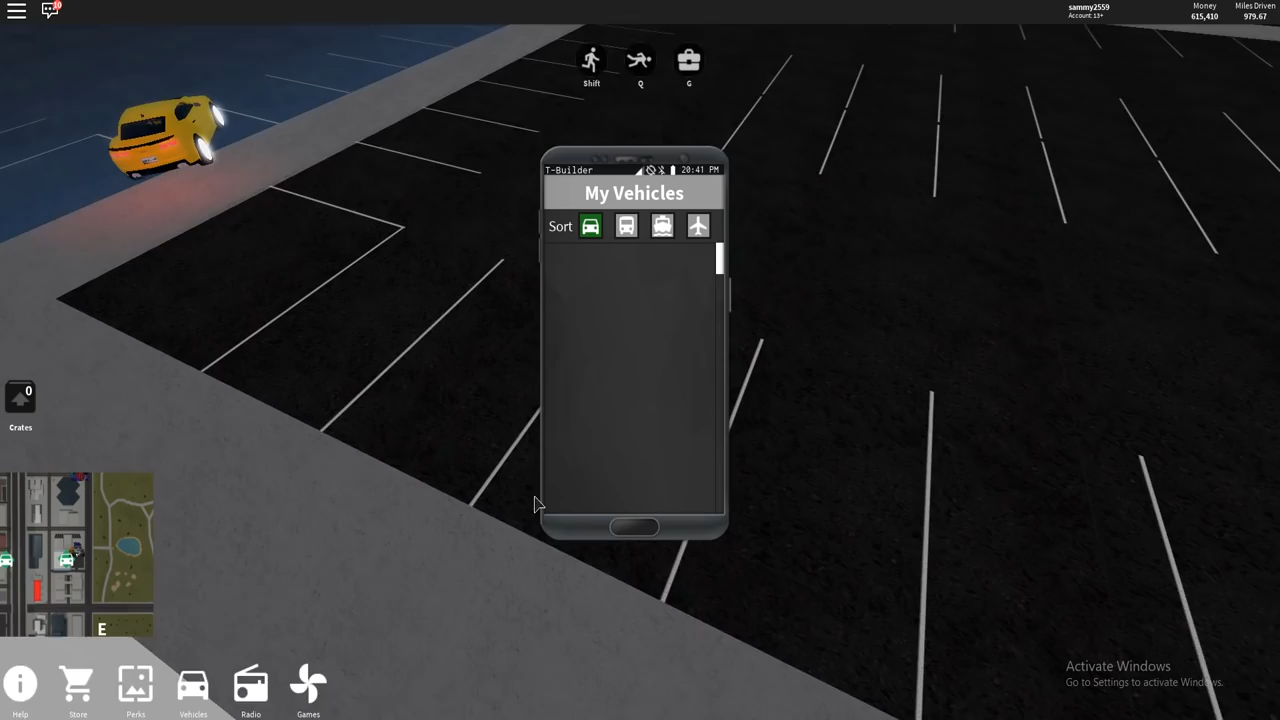 10
sammy2559
Account: 13+
Money
615,410
Miles Driven
979.67
Shift
Q
G
T-Builder
20:41 PM
My Vehicles
Sort
0
Crates
E
Help
Store
Perks
Vehicles
Radio
Games
Activate Windows
Go to Settings to activate Windows.